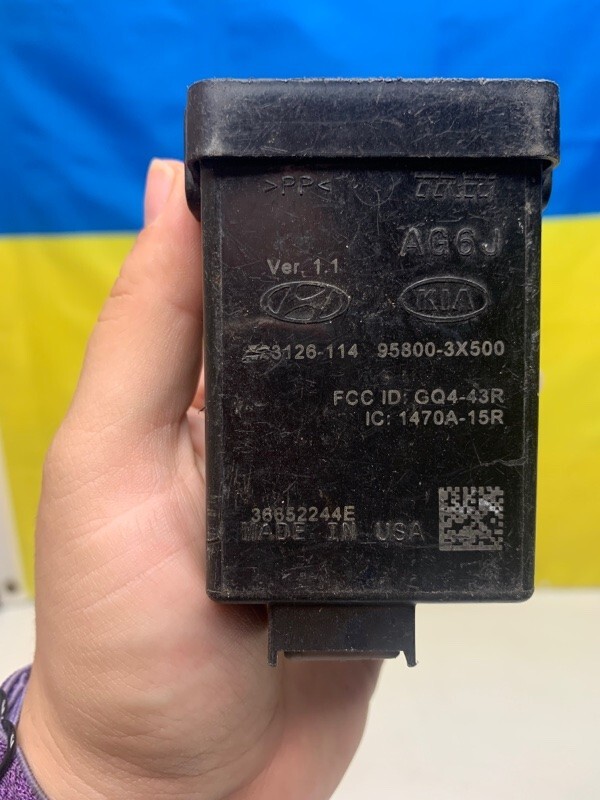 >PP<
AG6J
Ver. 1.1
KIA
3126-114 95800-3X500
FCC ID: GQ4-43R
IC: 1470A-15R
36652244E
MADE IN USA